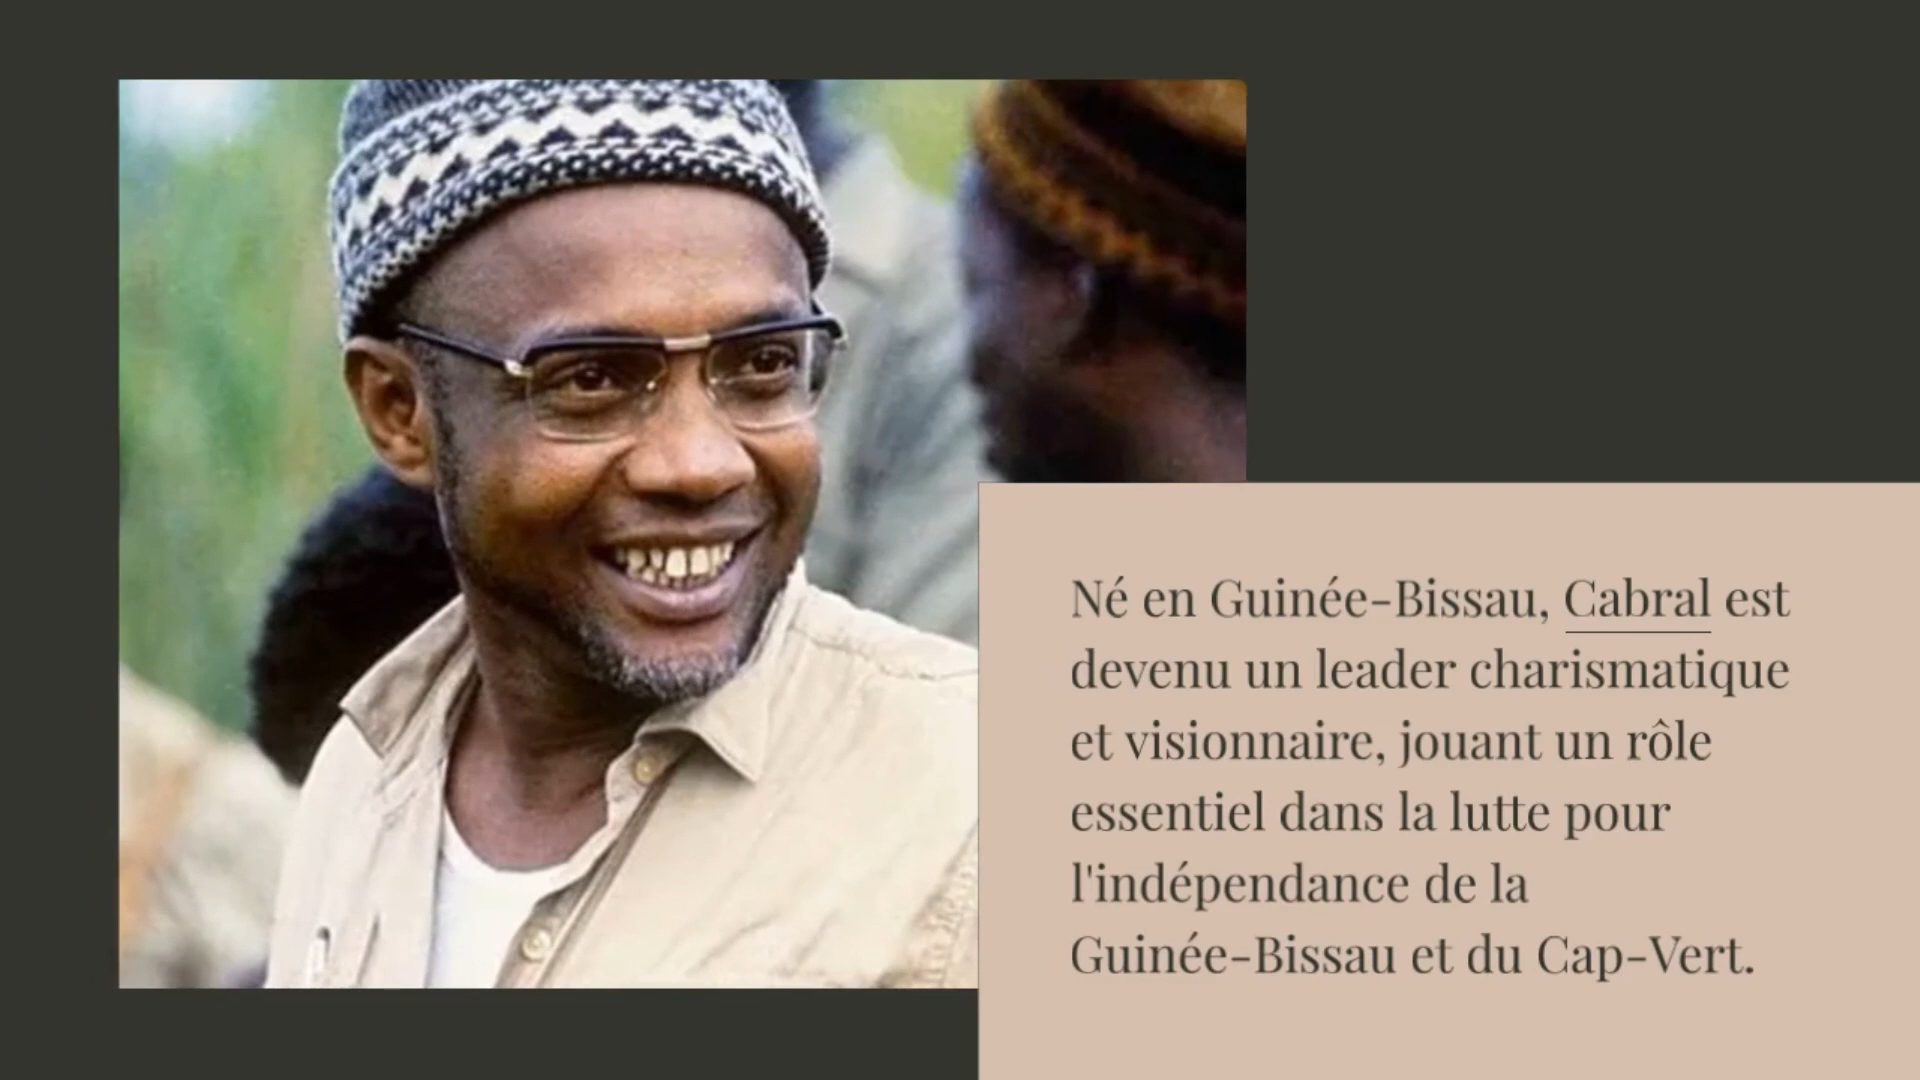 Né en Guinée-Bissau, Cabral est
devenu un leader charismatique
et visionnaire, jouant un rôle
essentiel dans la lutte pour
l'indépendance de la
Guinée-Bissau et du Cap-Vert.